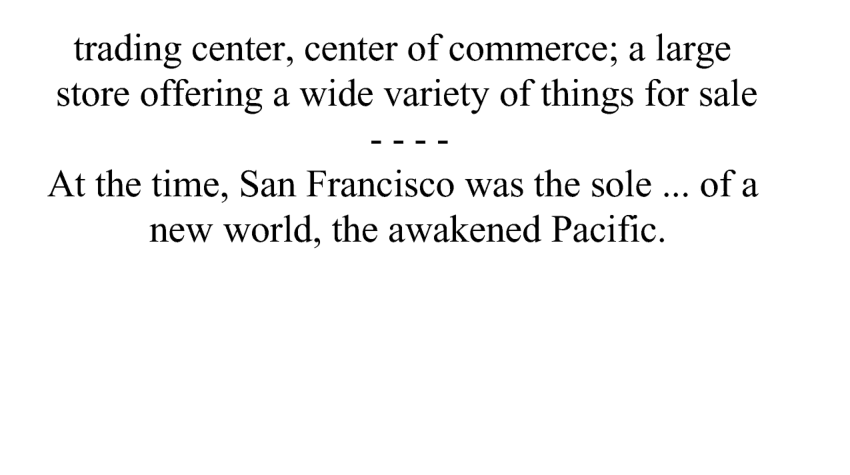 trading center, center of commerce; a large
store offering a wide variety of things for sale
- - - -
At the time, San Francisco was the sole ... of a
new world, the awakened Pacific.